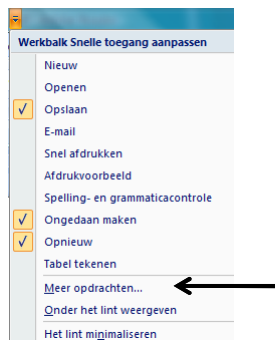 Werkbalk Snelle toegang aanpassen
Nieuw
Openen
Opslaan
E-mail
Snel afdrukken
Afdrukvoorbeeld
Spelling- en grammaticacontrole
Ongedaan maken
Opnieuw
Tabel tekenen
Meer opdrachten...
Onder het lint weergeven
Het lint minimaliseren